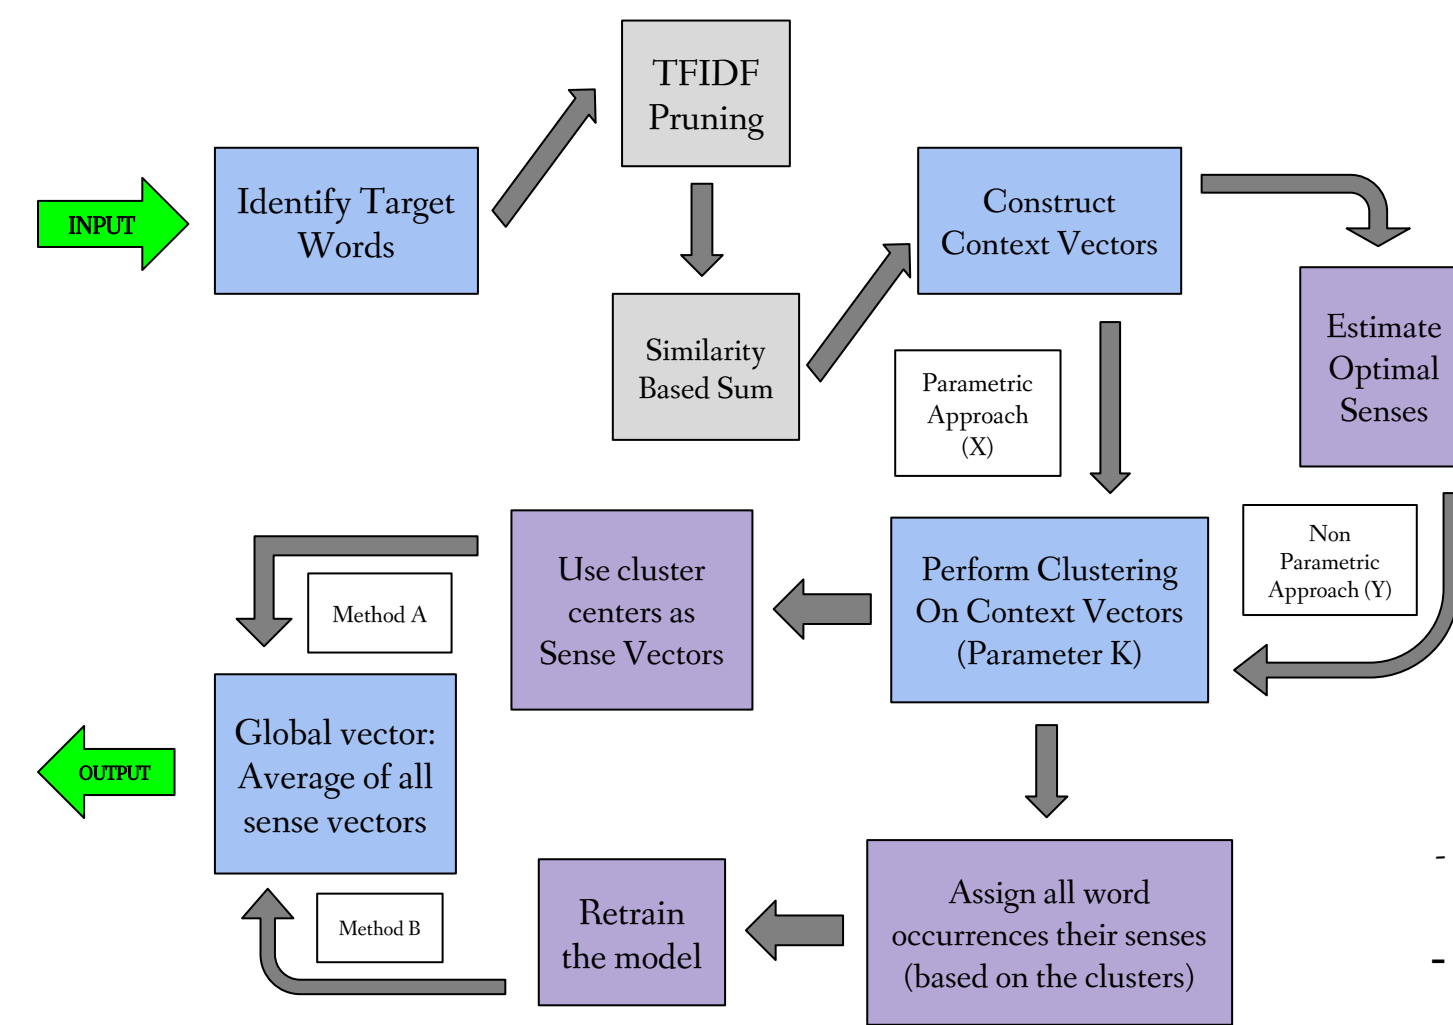 INPUT
Identify Target
Words
TFIDF
Pruning
Similarity
Based Sum
Construct
Context Vectors
Estimate
Optimal
Senses
Parametric
Approach
(X)
Non
Parametric
Approach (Y)
Perform Clustering
On Context Vectors
(Parameter K)
Use cluster
centers as
Sense Vectors
Method A
Global vector:
Average of all
sense vectors
OUTPUT
Assign all word
occurrences their senses
(based on the clusters)
Retrain
the model
Method B
-
-